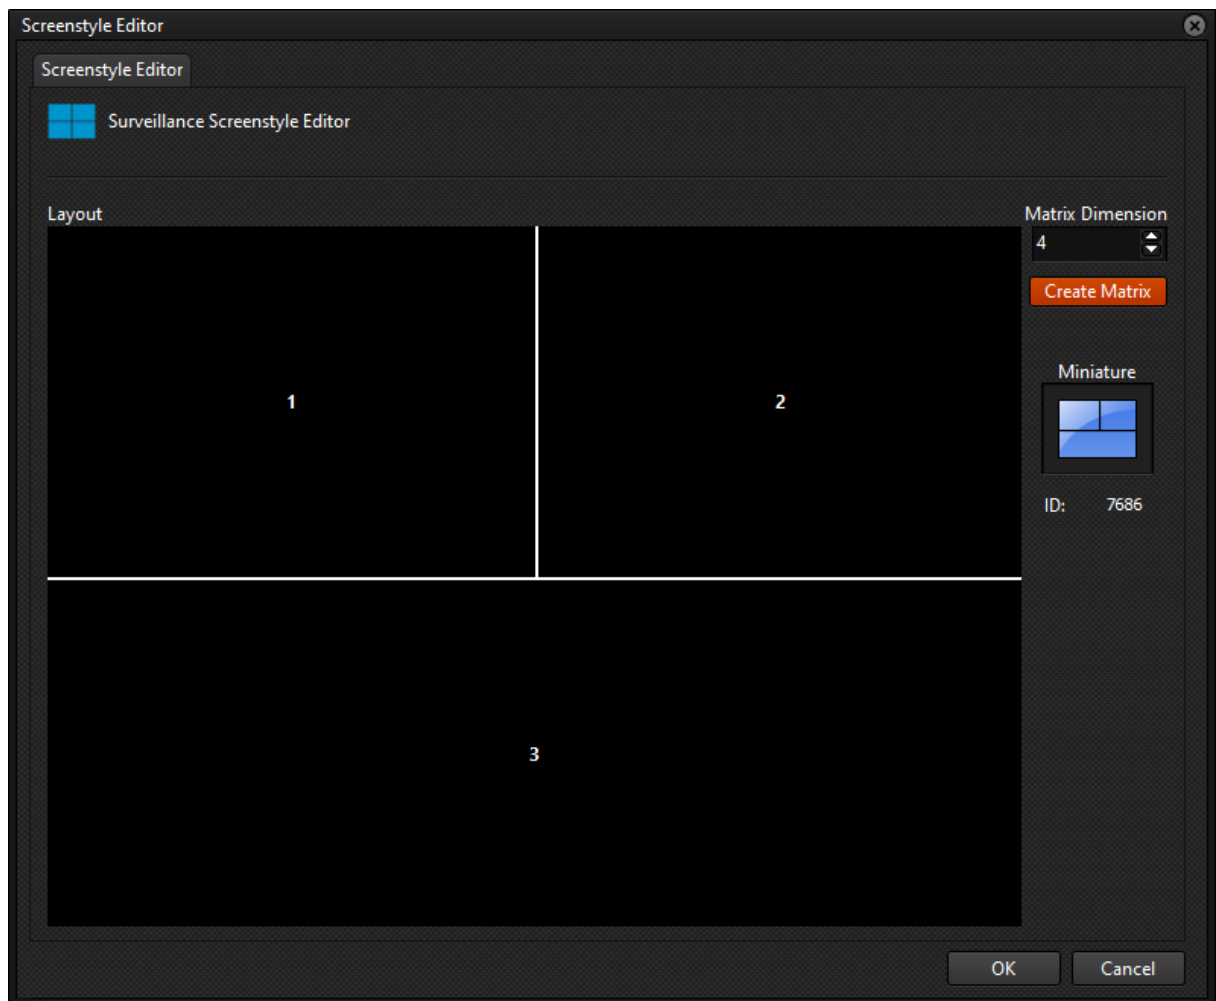 Screenstyle Editor
Screenstyle Editor
Surveillance Screenstyle Editor
Layout
Matrix Dimension
4
Create Matrix
1
2
Miniature
ID: 7686
3
OK
Cancel